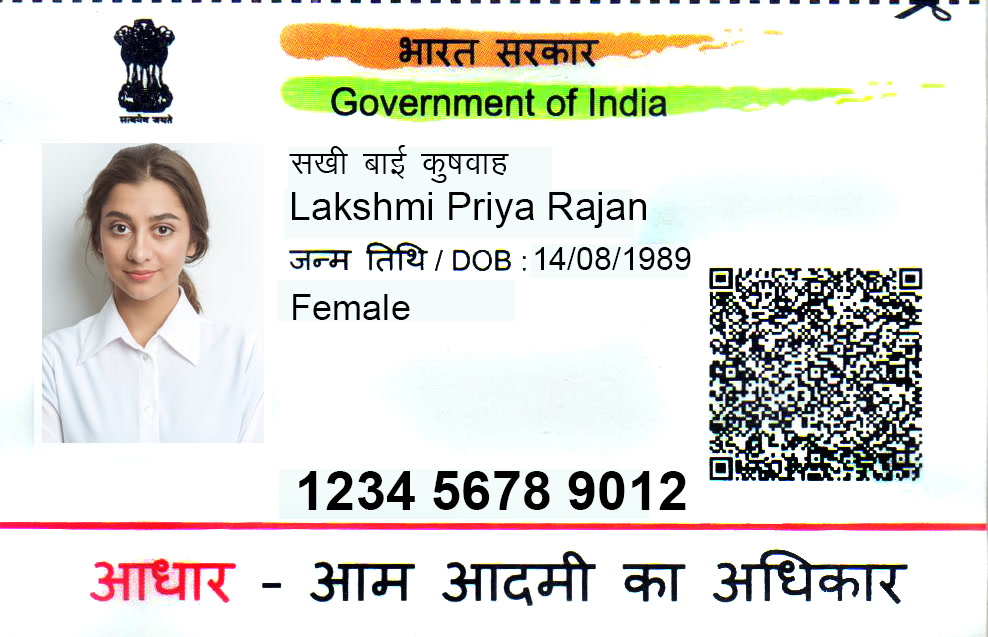 भारत सरकार
Government of India
सत्यमेव जयते
सखी बाई कुषवाह
Lakshmi Priya Rajan
जन्म तिथि / DOB : 14/08/1989
Female
1234 5678 9012
आधार - आम आदमी का अधिकार